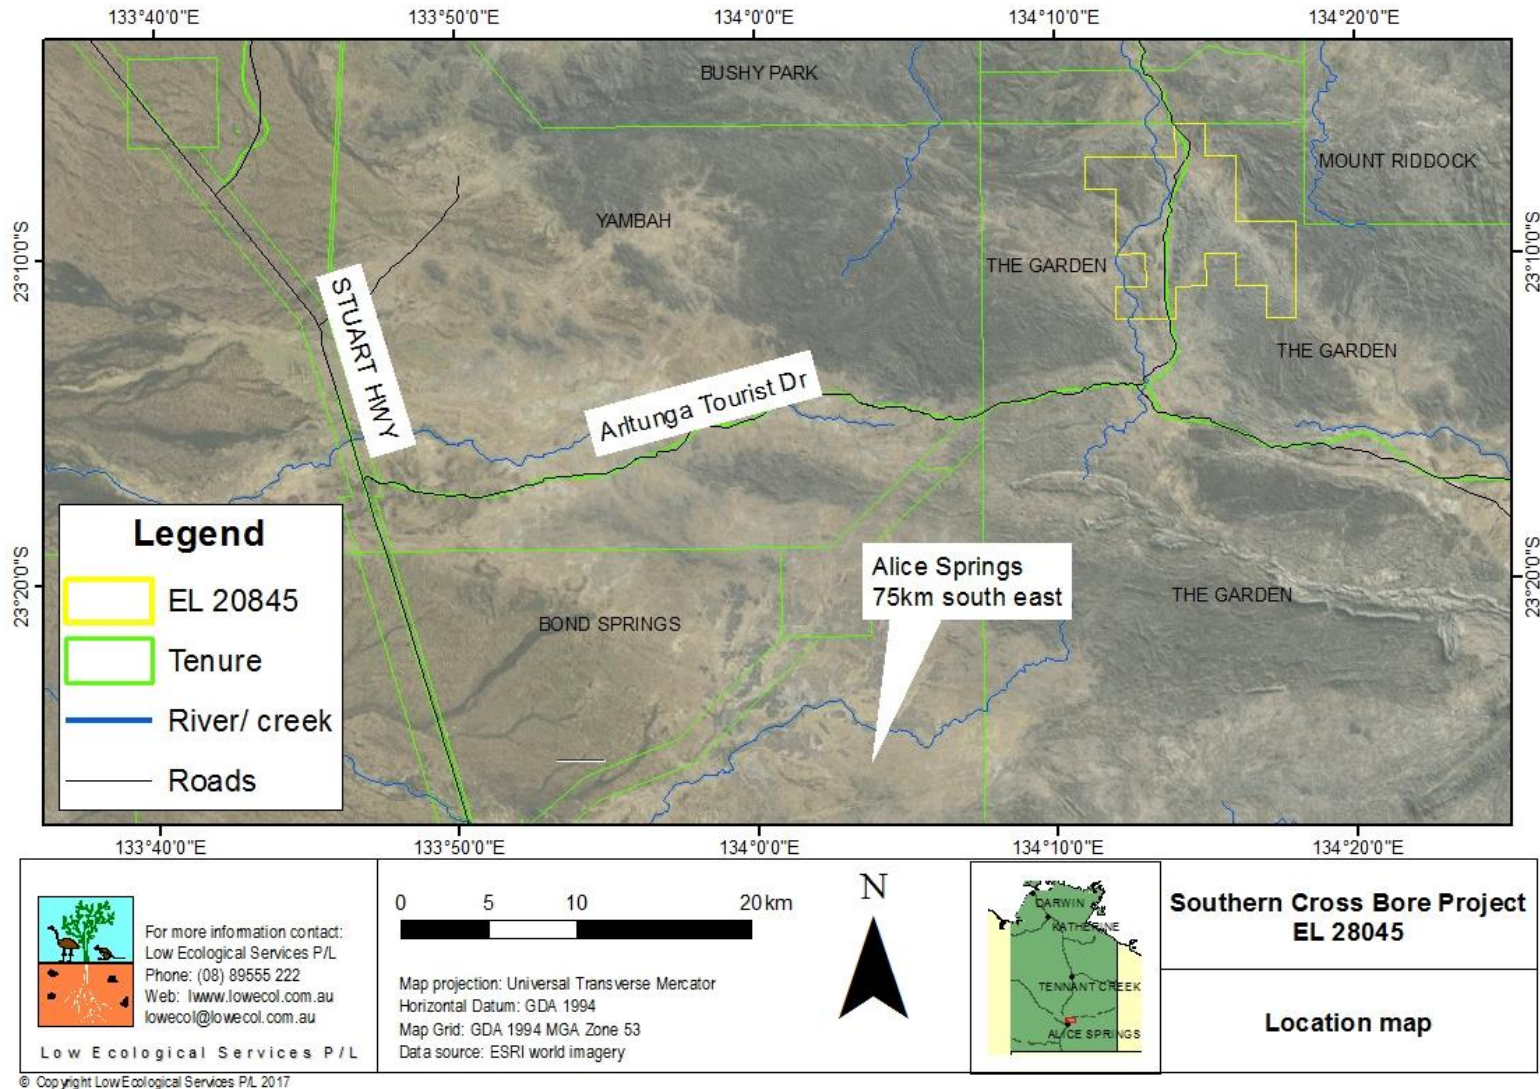 133°40'0"E
133°50'0"E
134°0'0"E
134°10'0"E
134°20'0"E
BUSHY PARK
MOUNT RIDDOCK
YAMBAH
23°10'0"S
23°10'0"S
THE GARDEN
STUART HWY
THE GARDEN
Arltunga Tourist Dr
Legend
EL 20845
Tenure
River/ creek
Roads
Alice Springs
75km south east
23°20'0"S
23°20'0"S
THE GARDEN
BOND SPRINGS
133°40'0"E
133°50'0"E
134°0'0"E
134°10'0"E
134°20'0"E
For more information contact:
Low Ecological Services P/L
Phone: (08) 89555 222
Web: lwww.lowecol.com.au
lowecol@lowecol.com.au
Low Ecological Services P/L
0 5 10 20 km
Map projection: Universal Transverse Mercator
Horizontal Datum: GDA 1994
Map Grid: GDA 1994 MGA Zone 53
Data source: ESRI world imagery
N
DARWIN
KATHERINE
TENNANT CREEK
ALICE SPRINGS
Southern Cross Bore Project
EL 28045
Location map
© Copyright Low Ecological Services P/L 2017